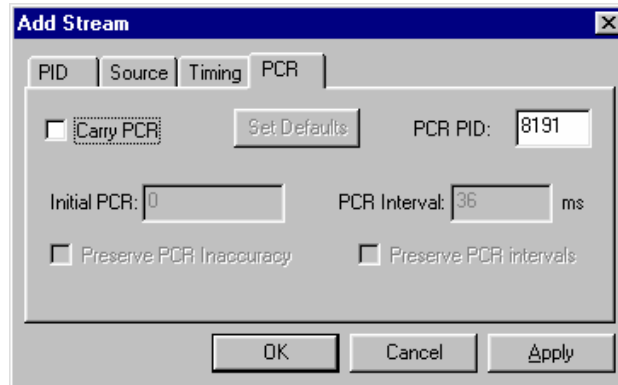 Add Stream
PID Source Timing PCR
Carry PCR Set Defaults PCR PID: 8191
Initial PCR: 0 PCR Interval: 36 ms
Preserve PCR Inaccuracy Preserve PCR intervals
OK Cancel Apply